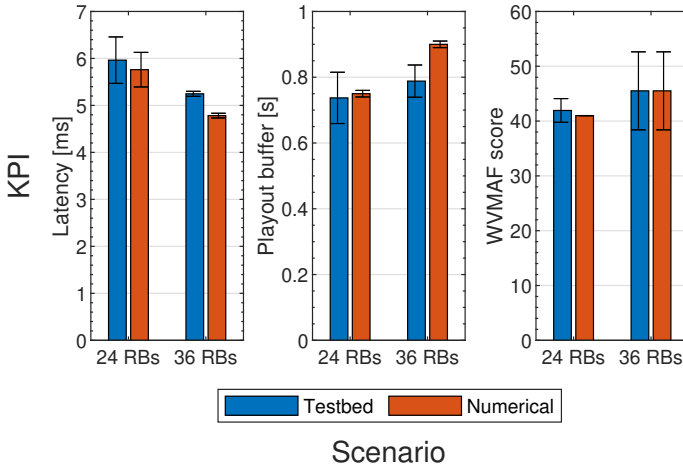 KPI
Latency [ms]
7
6
5
4
3
2
1
0
24 RBs 36 RBs
Playout buffer [s]
1
0.8
0.6
0.4
0.2
0
24 RBs 36 RBs
WVMAF score
60
50
40
30
20
10
0
24 RBs 36 RBs
Testbed Numerical
Scenario